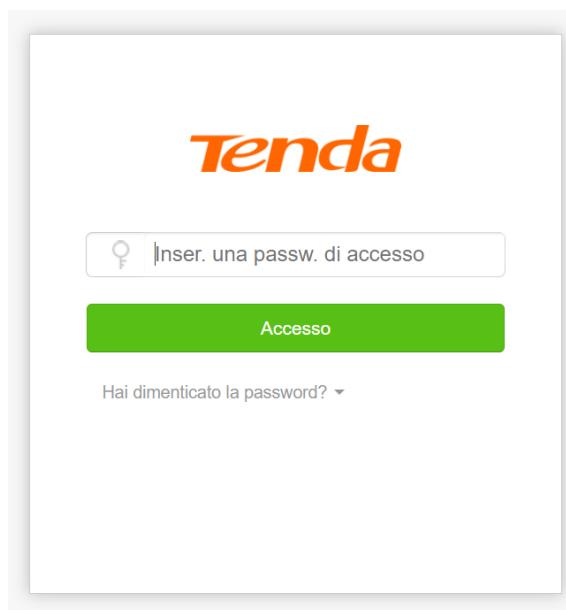 Tenda
Inser. una passw. di accesso
Accesso
Hai dimenticato la password?